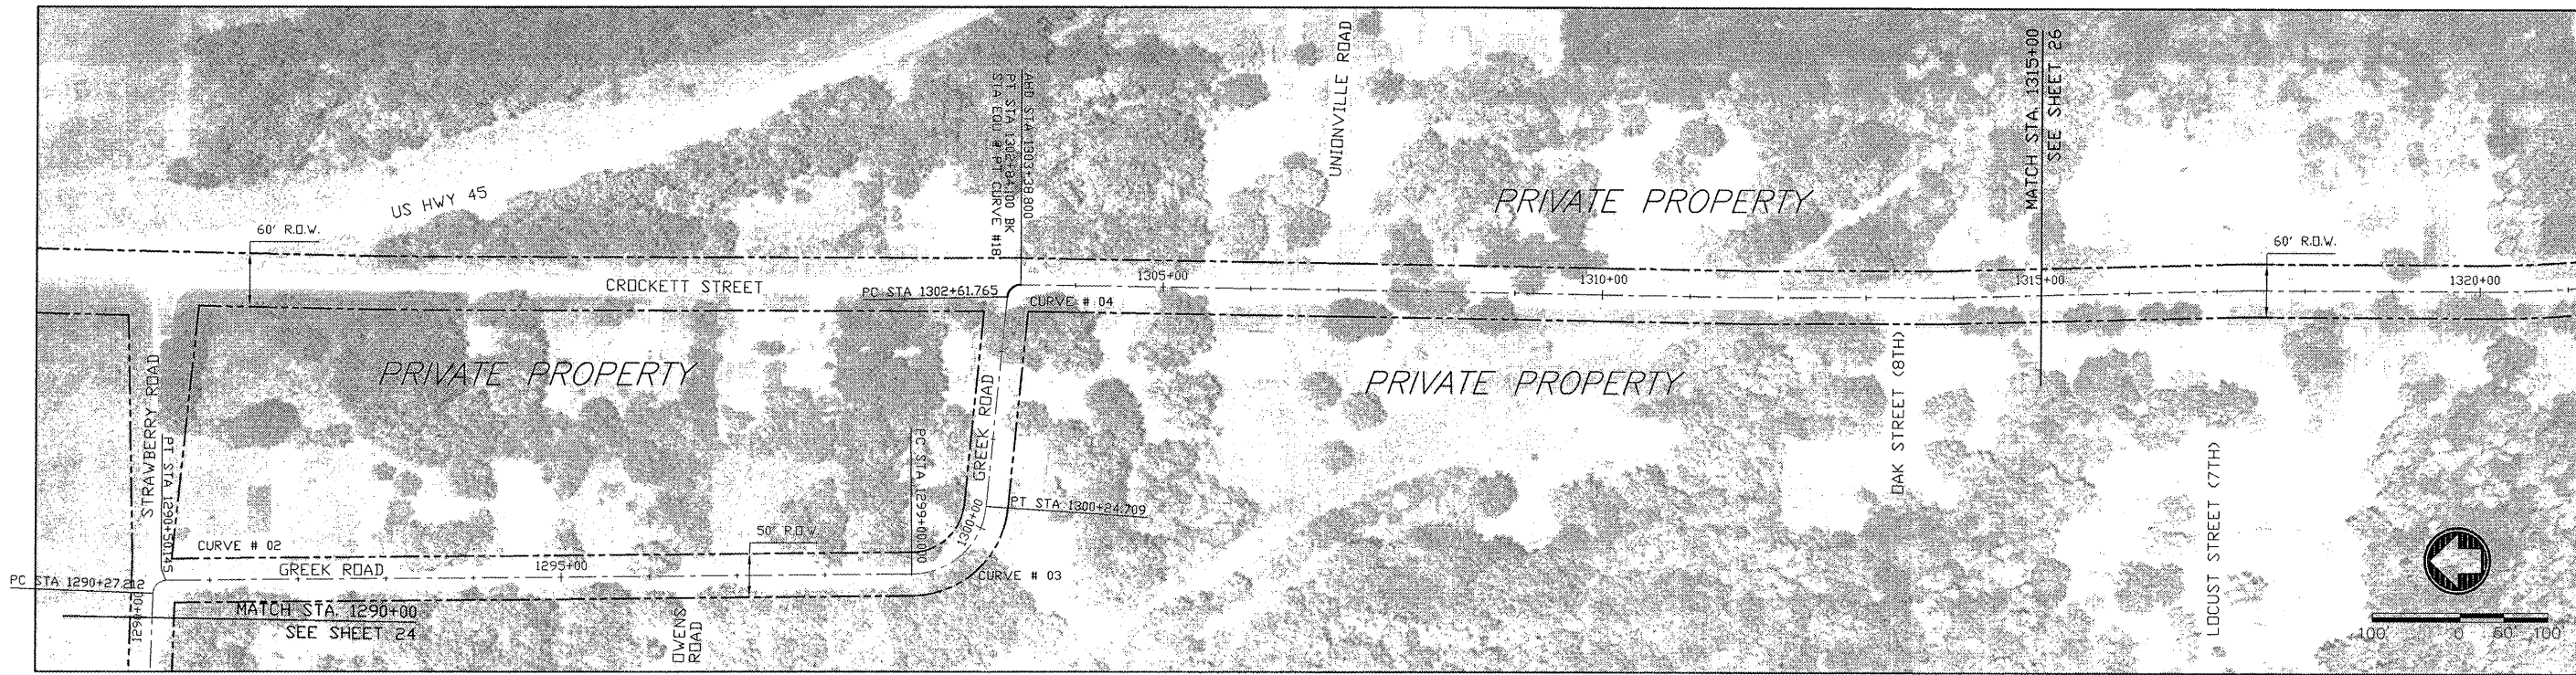 UNIONVILLE ROAD
MATCH STA. 1315+00
SEE SHEET 26
AHD STA 1303+38.800
PT STA 1302+84.100 BK
STA EQU @ PT CURVE #18
US HWY 45
PRIVATE PROPERTY
60' R.O.W.
60' R.O.W.
CROCKETT STREET
PC STA 1302+61.765
CURVE # 04
1305+00
1310+00
1315+00
1320+00
STRAWBERRY ROAD
PRIVATE PROPERTY
PRIVATE PROPERTY
GREEK ROAD
OAK STREET (8TH)
LOCUST STREET (7TH)
PT STA 1290+50.145
PC STA 1299+00.000
PT STA 1300+24.709
1300+00
CURVE # 02
50' R.O.W.
GREEK ROAD
1295+00
CURVE # 03
PC STA 1290+27.212
1290+00
MATCH STA. 1290+00
SEE SHEET 24
OWENS
ROAD
100 0 50 100